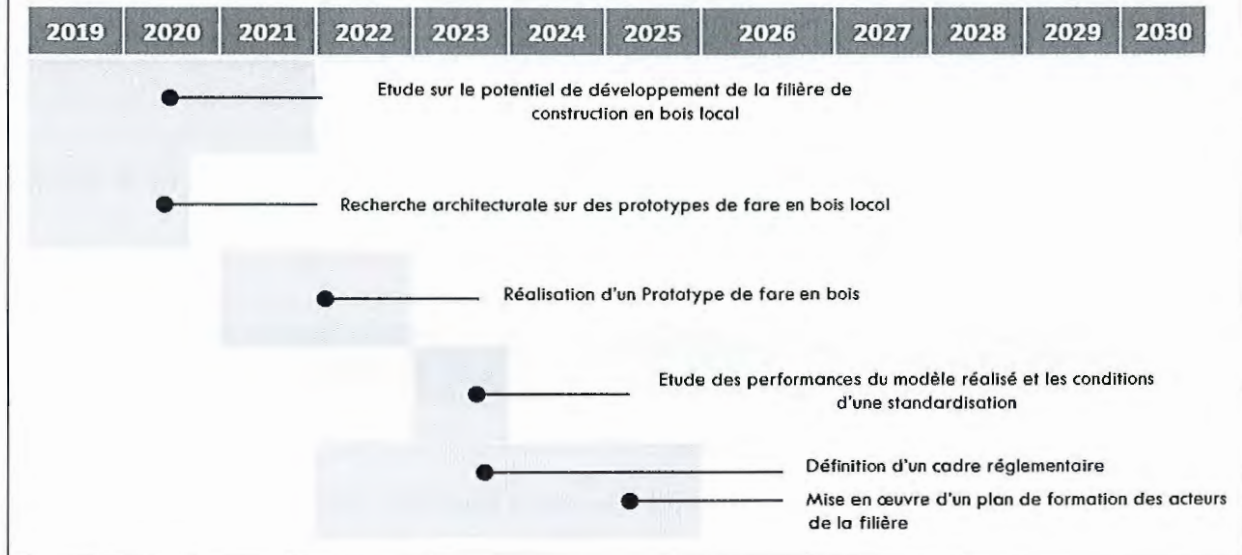 2019 2020 2021 2022 2023 2024 2025 2026 2027 2028 2029 2030
Etude sur le potentiel de développement de la filière de
construction en bois local
Recherche architecturale sur des prototypes de fare en bois locol
Réalisation d'un Pratatype de fare en bois
Etude des performances du modèle réalisé et les conditions
d'une standardisation
Définition d'un cadre réglementaire
Mise en œuvre d'un plan de formation des acteurs
de la filière